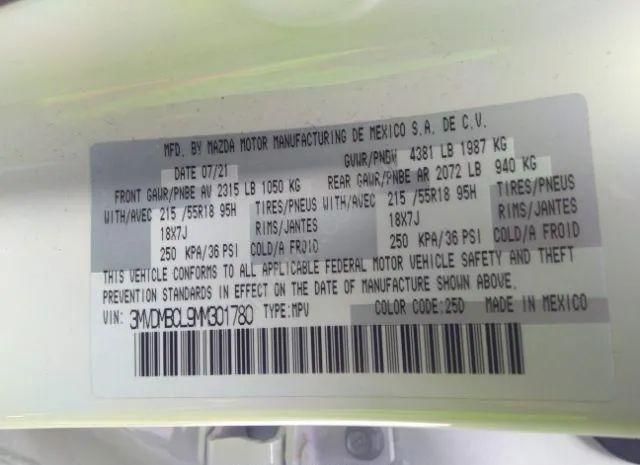 MFD. BY MAZDA MOTOR MANUFACTURING DE MEXICO S.A. DE C.V.
DATE 07/21 GVWR/PNBV 4381 LB 1987 KG
FRONT GAWR/PNBE AV 2315 LB 1050 KG REAR GAWR/PNBE AR 2072 LB 940 KG
WITH/AVEC 215 /55R18 95H TIRES/PNEUS WITH/AVEC 215 /55R18 95H TIRES/PNEUS
18X7J RIMS/JANTES 18X7J RIMS/JANTES
250 KPA/36 PSI COLD/A FROID 250 KPA/36 PSI COLD/A FROID
THIS VEHICLE CONFORMS TO ALL APPLICABLE FEDERAL MOTOR VEHICLE SAFETY AND THEFT
PREVENTION STANDARDS IN EFFECT ON THE DATE OF MANUFACTURE SHOWN ABOVE.
VIN: 3MVDMBCL9MM301780 TYPE:MPV COLOR CODE:25D MADE IN MEXICO